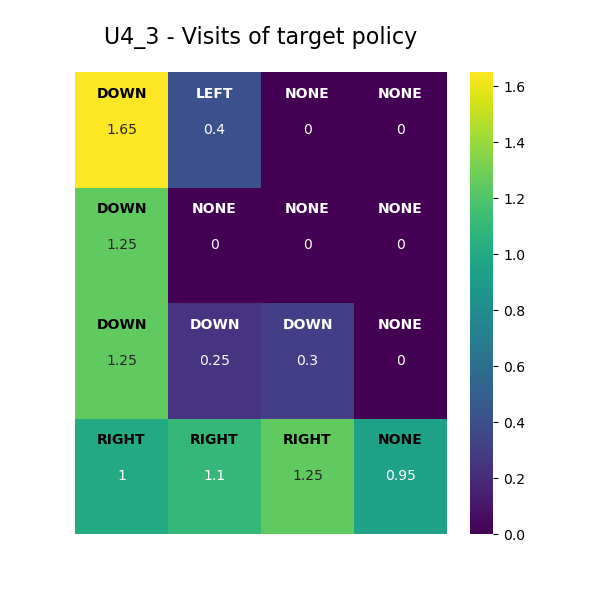 U4_3 - Visits of target policy
DOWN LEFT NONE NONE
1.65 0.4 0 0
DOWN NONE NONE NONE
1.25 0 0 0
DOWN DOWN DOWN NONE
1.25 0.25 0.3 0
RIGHT RIGHT RIGHT NONE
1 1.1 1.25 0.95
1.6
1.4
1.2
1.0
0.8
0.6
0.4
0.2
0.0